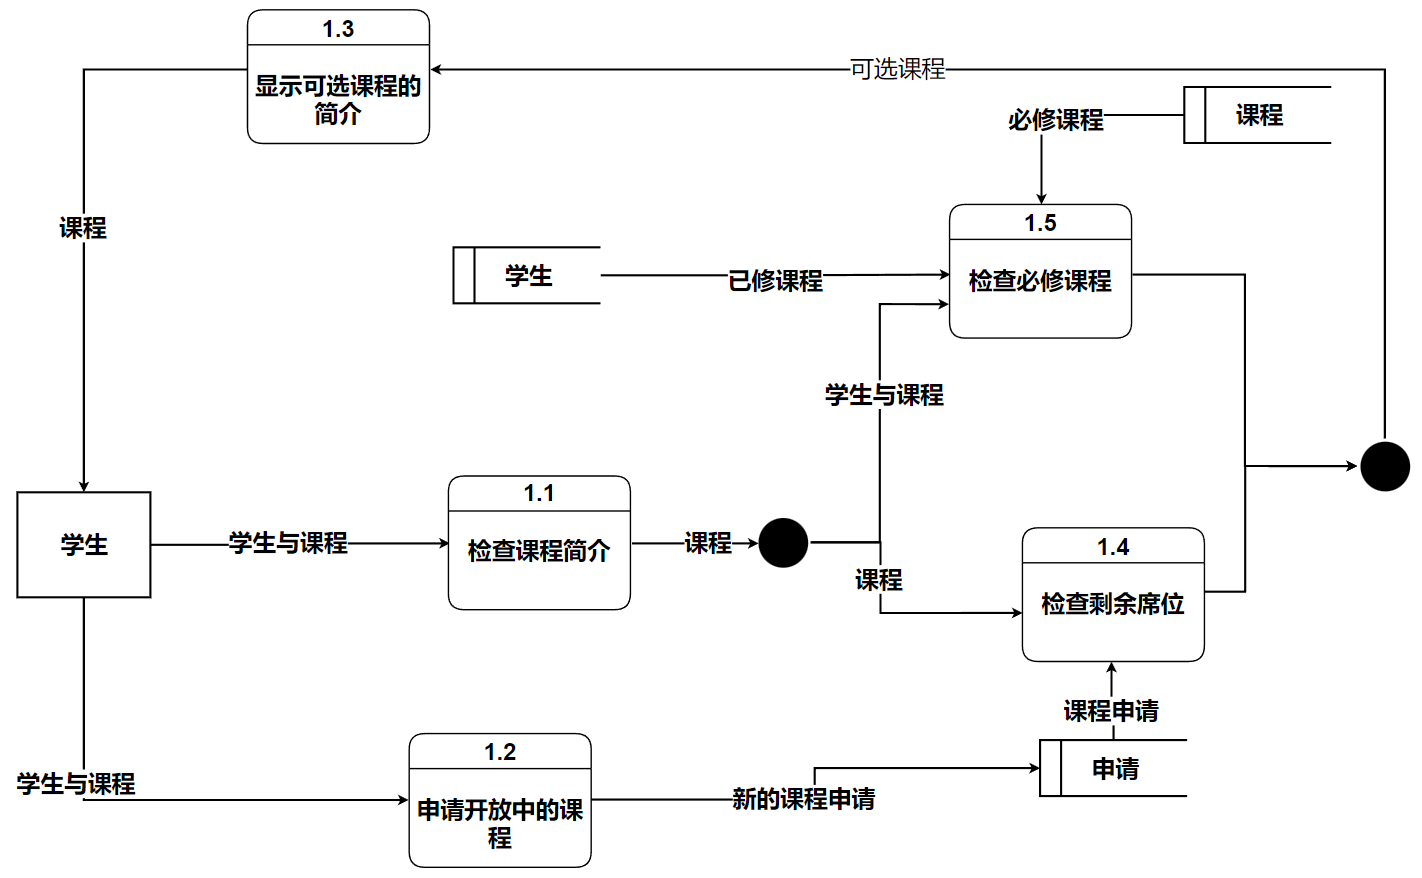 1.3
显示可选课程的
简介
可选课程
必修课程
课程
课程
1.5
检查必修课程
学生
已修课程
学生与课程
学生
学生与课程
1.1
检查课程简介
课程
课程
1.4
检查剩余席位
课程申请
学生与课程
1.2
申请开放中的课
程
新的课程申请
申请